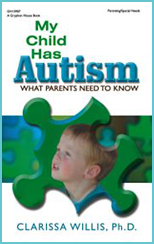 A Gryphon House Book
Parenting/Special Needs
My
Child
Has
Autism
WHAT PARENTS NEED TO KNOW
CLARISSA WILLIS, Ph.D.